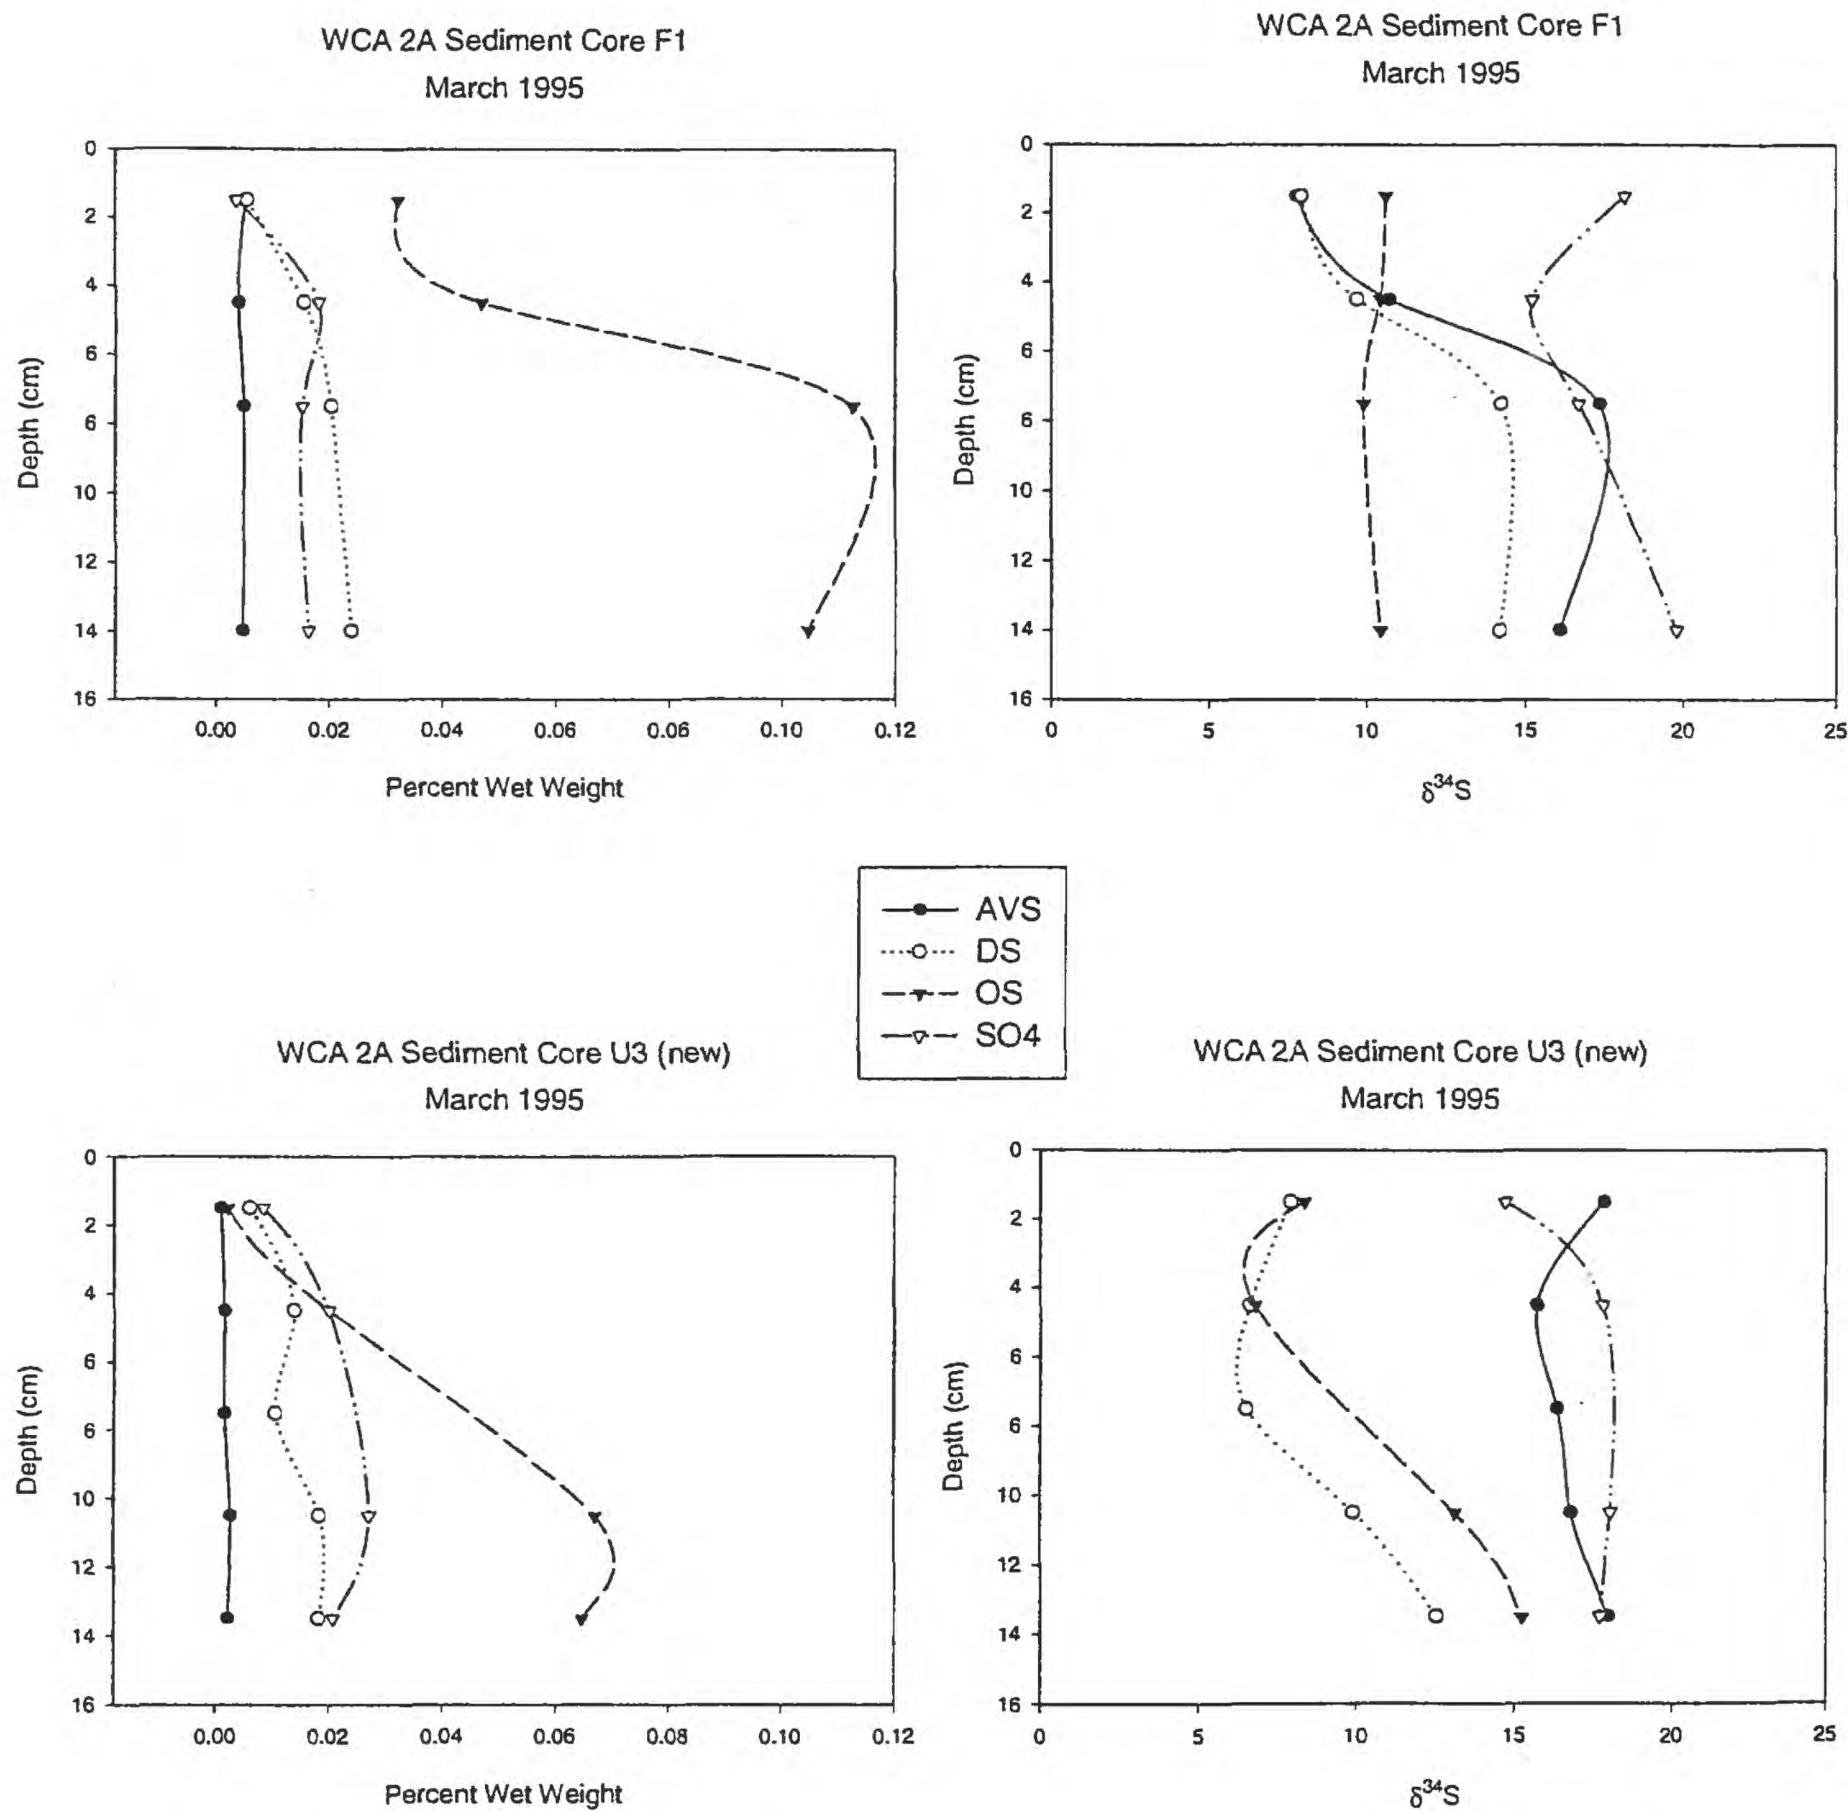 WCA 2A Sediment Core F1
March 1995
0
2
4
6
6
10
12
14
16
Depth (cm)
0.00 0.02 0.04 0.06 0.06 0.10 0.12
Percent Wet Weight
WCA 2A Sediment Core F1
March 1995
0
2
4
6
6
10
12
14
16
Depth (cm)
0 5 10 15 20 25
δ³⁴S
AVS
DS
OS
SO4
WCA 2A Sediment Core U3 (new)
March 1995
0
2
4
6
6
10
12
14
16
Depth (cm)
0.00 0.02 0.04 0.06 0.08 0.10 0.12
Percent Wet Weight
WCA 2A Sediment Core U3 (new)
March 1995
0
2
4
6
6
10
12
14
16
Depth (cm)
0 5 10 15 20 25
δ³⁴S